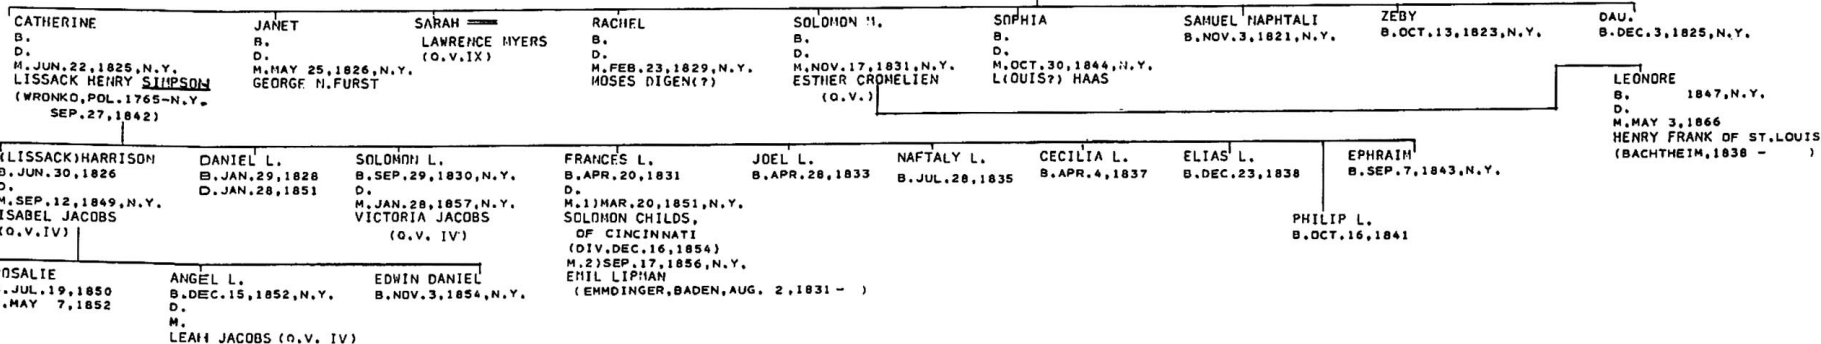 CATHERINE
B.
D.
M.JUN.22,1825,N.Y.
LISSACK HENRY SIMPSON
(WRONKO,POL.1765-N.Y.
SEP.27,1842)
JANET
B.
D.
M.MAY 25,1826,N.Y.
GEORGE N.FURST
SARAH
LAWRENCE MYERS
(Q.V.IX)
RACHEL
B.
D.
M.FEB.23,1829,N.Y.
MOSES DIGEN(?)
SOLOMON M.
B.
D.
M.NOV.17,1831,N.Y.
ESTHER CROMELIEN
(Q.V.)
SOPHIA
B.
D.
M.OCT.30,1844,N.Y.
L(OUIS?) HAAS
SAMUEL NAPHTALI
B.NOV.3,1821,N.Y.
ZEBY
B.OCT.13,1823,N.Y.
DAU.
B.DEC.3,1825,N.Y.
LEONORE
B. 1847,N.Y.
D.
M.MAY 3,1866
HENRY FRANK OF ST.LOUIS
(BACHTHEIM,1838 - )
(LISSACK)HARRISON
B.JUN.30,1826
D.
M.SEP.12,1849,N.Y.
ISABEL JACOBS
(Q.V.IV)
DANIEL L.
B.JAN.29,1828
D.JAN.28,1851
SOLOMON L.
B.SEP.29,1830,N.Y.
D.
M.JAN.28,1857,N.Y.
VICTORIA JACOBS
(Q.V. IV)
FRANCES L.
B.APR.20,1831
D.
M.1)MAR.20,1851,N.Y.
SOLOMON CHILDS,
OF CINCINNATI
(DIV.DEC.16,1854)
M.2)SEP.17,1856,N.Y.
EMIL LIPMAN
(EMMDINGER,BADEN,AUG. 2,1831 - )
JOEL L.
B.APR.28,1833
NAFTALY L.
B.JUL.28,1835
CECILIA L.
B.APR.4,1837
ELIAS L.
B.DEC.23,1838
EPHRAIM
B.SEP.7,1843,N.Y.
PHILIP L.
B.OCT.16,1841
OSALIE
.JUL.19,1850
.MAY 7,1852
ANGEL L.
B.DEC.15,1852,N.Y.
D.
M.
LEAH JACOBS (Q.V. IV)
EDWIN DANIEL
B.NOV.3,1854,N.Y.